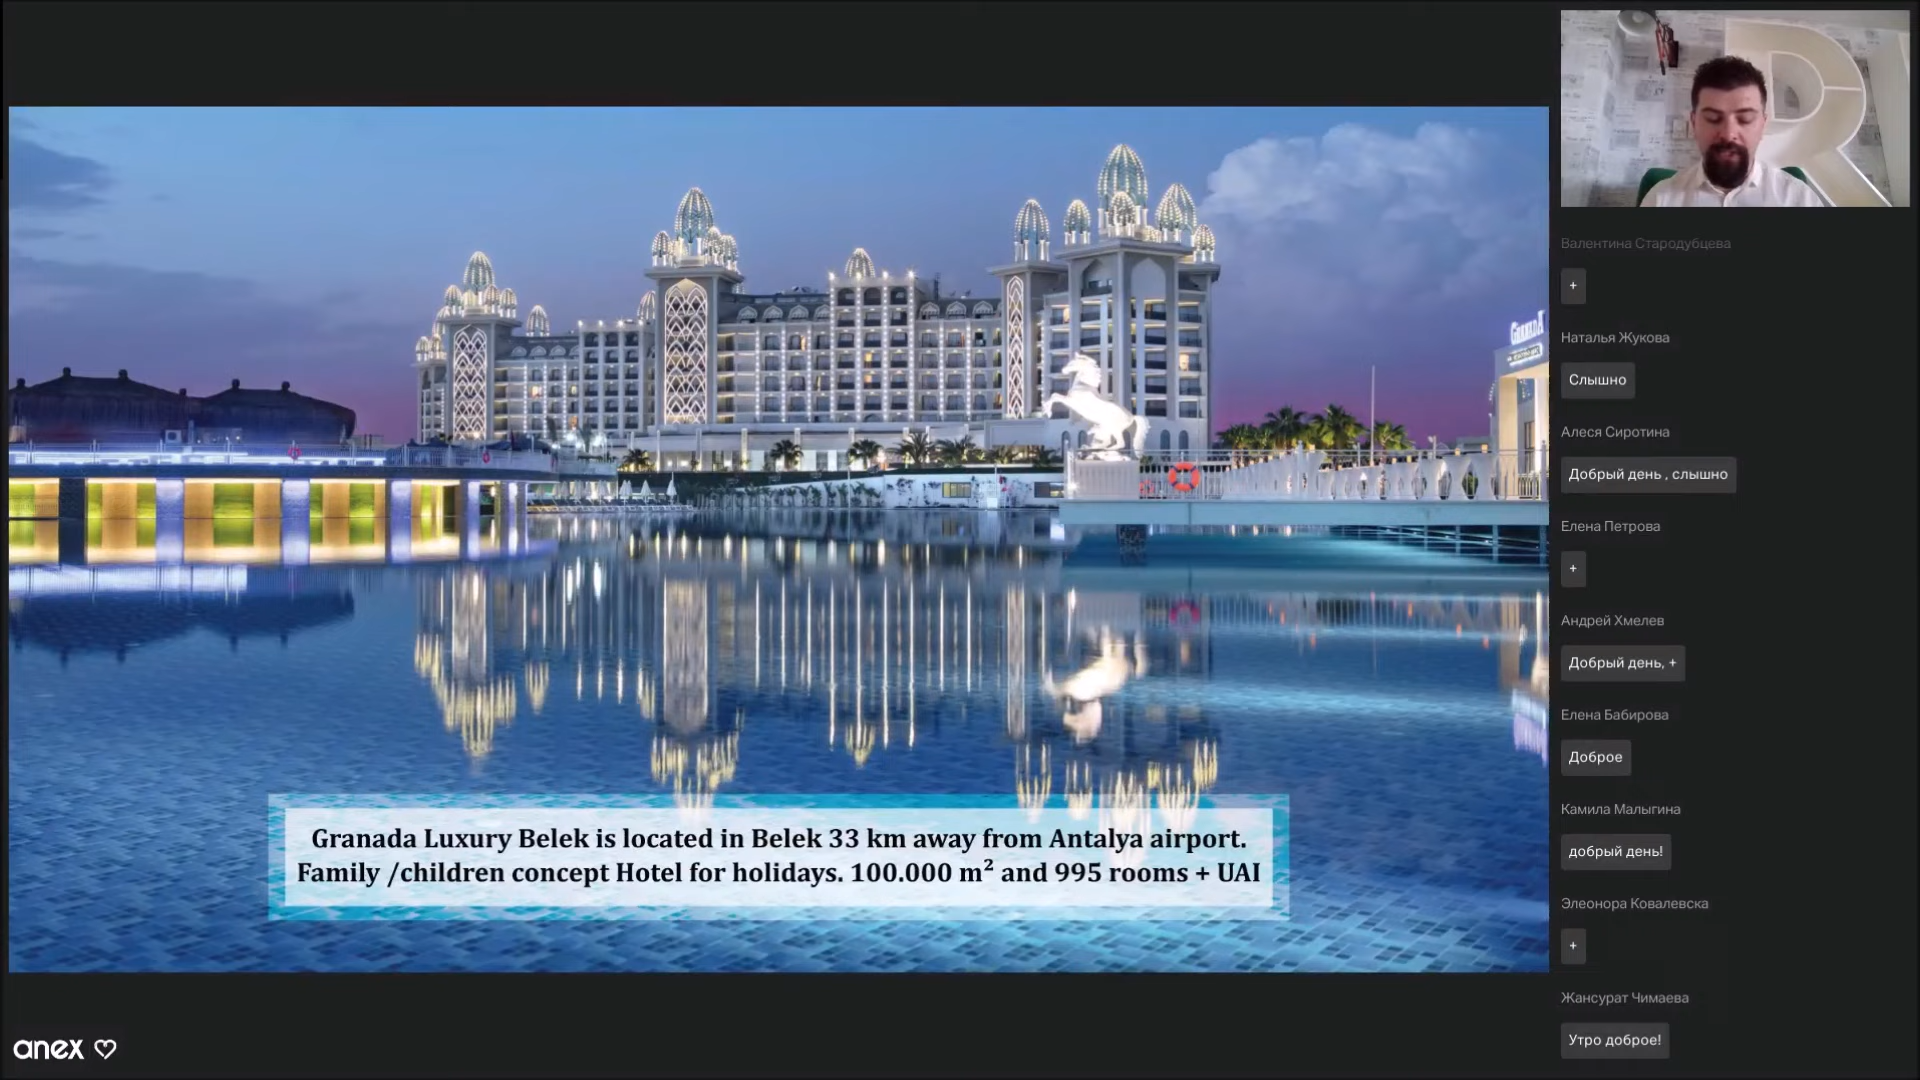 GRANADA
Granada Luxury Belek is located in Belek 33 km away from Antalya airport.
Family /children concept Hotel for holidays. 100.000 m² and 995 rooms + UAI
anex
R
Валентина Стародубцева
+
Наталья Жукова
Слышно
Алеся Сиротина
Добрый день , слышно
Елена Петрова
+
Андрей Хмелев
Добрый день, +
Елена Бабирова
Доброе
Камила Малыгина
добрый день!
Элеонора Ковалевска
+
Жансурат Чимаева
Утро доброе!